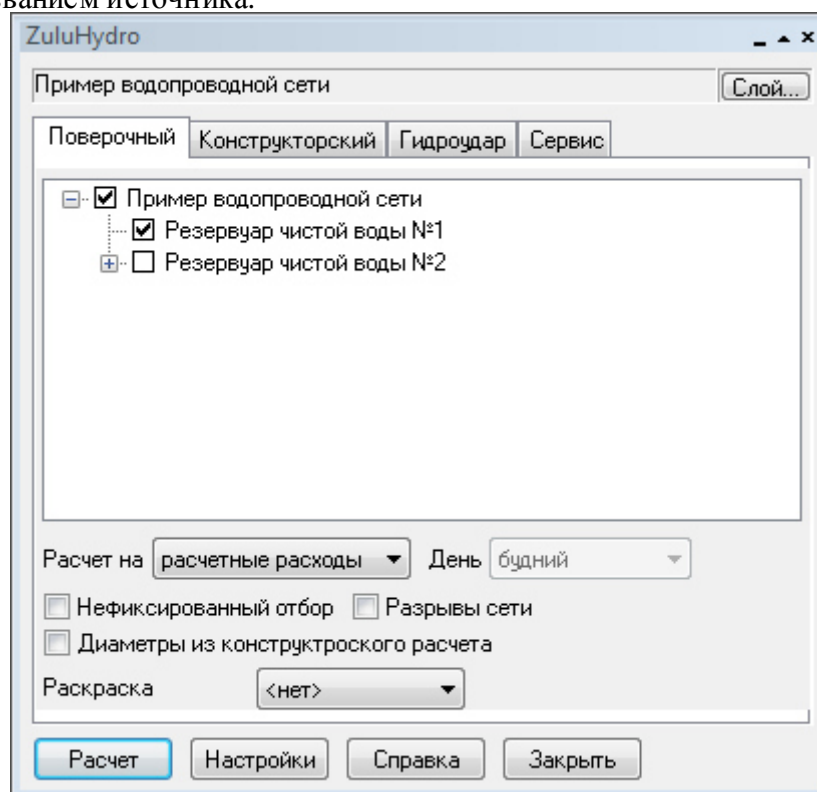 званием источника.
ZuluHydro
Пример водопроводной сети Слой...
Поверочный Конструкторский Гидроудар Сервис
Пример водопроводной сети
Резервуар чистой воды №1
Резервуар чистой воды №2
Расчет на расчетные расходы День будний
Нефиксированный отбор Разрывы сети
Диаметры из конструктроского расчета
Раскраска <нет>
Расчет Настройки Справка Закрыть